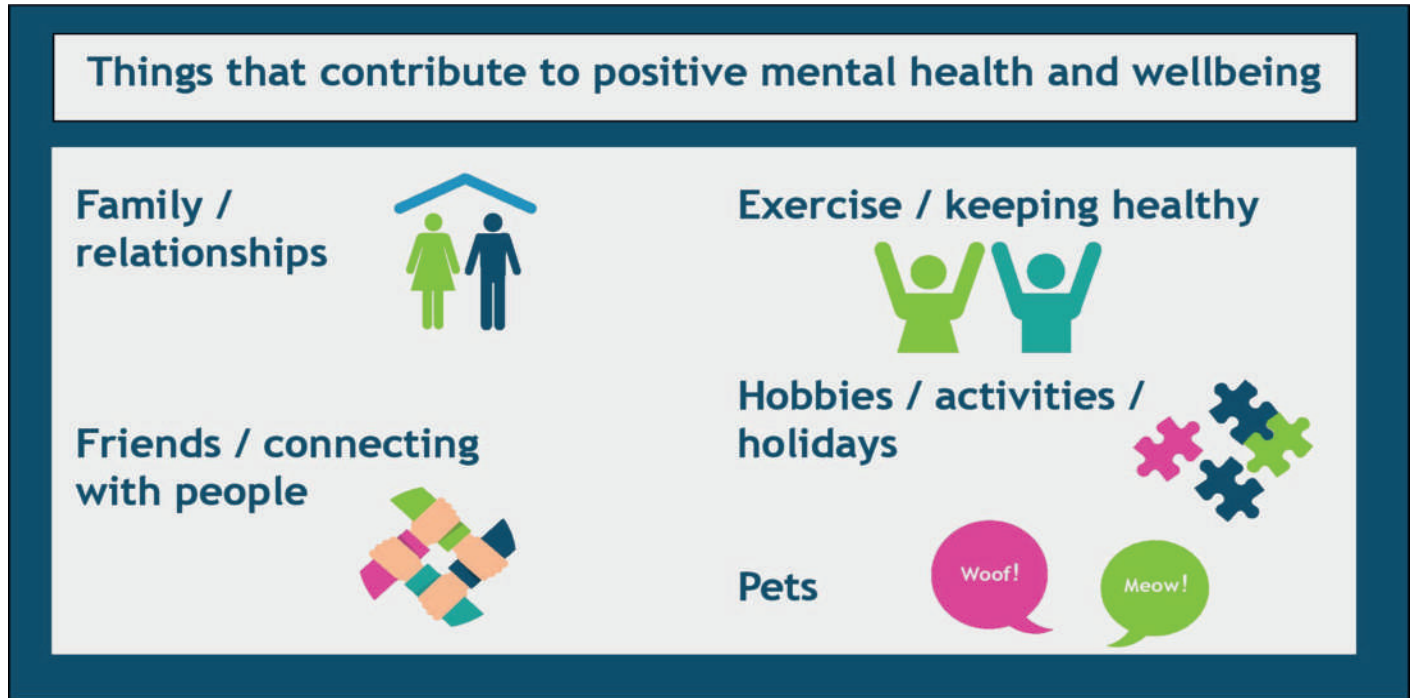 Things that contribute to positive mental health and wellbeing
Family /
relationships
Friends / connecting
with people
Exercise / keeping healthy
Hobbies / activities /
holidays
Pets
Woof!
Meow!